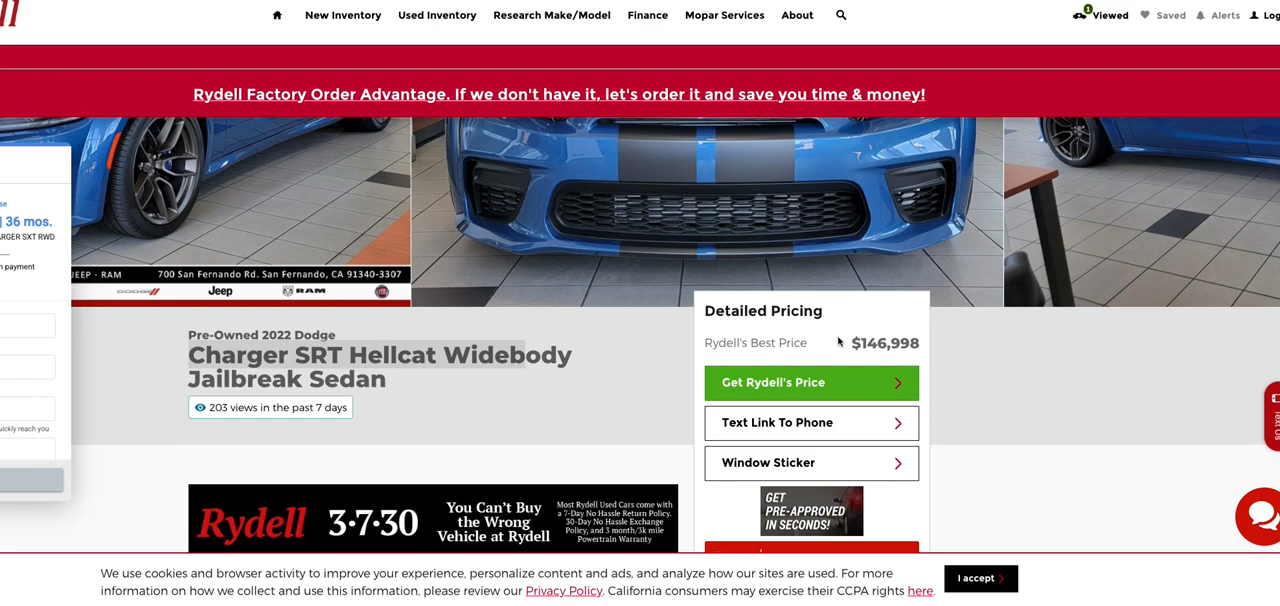 New Inventory Used Inventory Research Make/Model Finance Mopar Services About 1 Viewed Saved Alerts
Rydell Factory Order Advantage. If we don't have it, let's order it and save you time & money!
| 36 mos.
SXT RWD
payment
JEEP · RAM 700 San Fernando Rd. San Fernando, CA 91340-3307
DODGE Jeep RAM FIAT
Detailed Pricing
Rydell's Best Price $146,998
Pre-Owned 2022 Dodge
Charger SRT Hellcat Widebody
Jailbreak Sedan
203 views in the past 7 days
Get Rydell's Price
Text Link To Phone
Window Sticker
reach you
GET
PRE-APPROVED
IN SECONDS!
Text Us
Rydell 3·7·30
You Can't Buy
the Wrong
Vehicle at Rydell
Most Rydell Used Cars come with
a 7-Day No Hassle Return Policy,
30-Day No Hassle Exchange
Policy, and 3 month/3k mile
Powertrain Warranty
We use cookies and browser activity to improve your experience, personalize content and ads, and analyze how our sites are used. For more
information on how we collect and use this information, please review our Privacy Policy. California consumers may exercise their CCPA rights here.
I accept